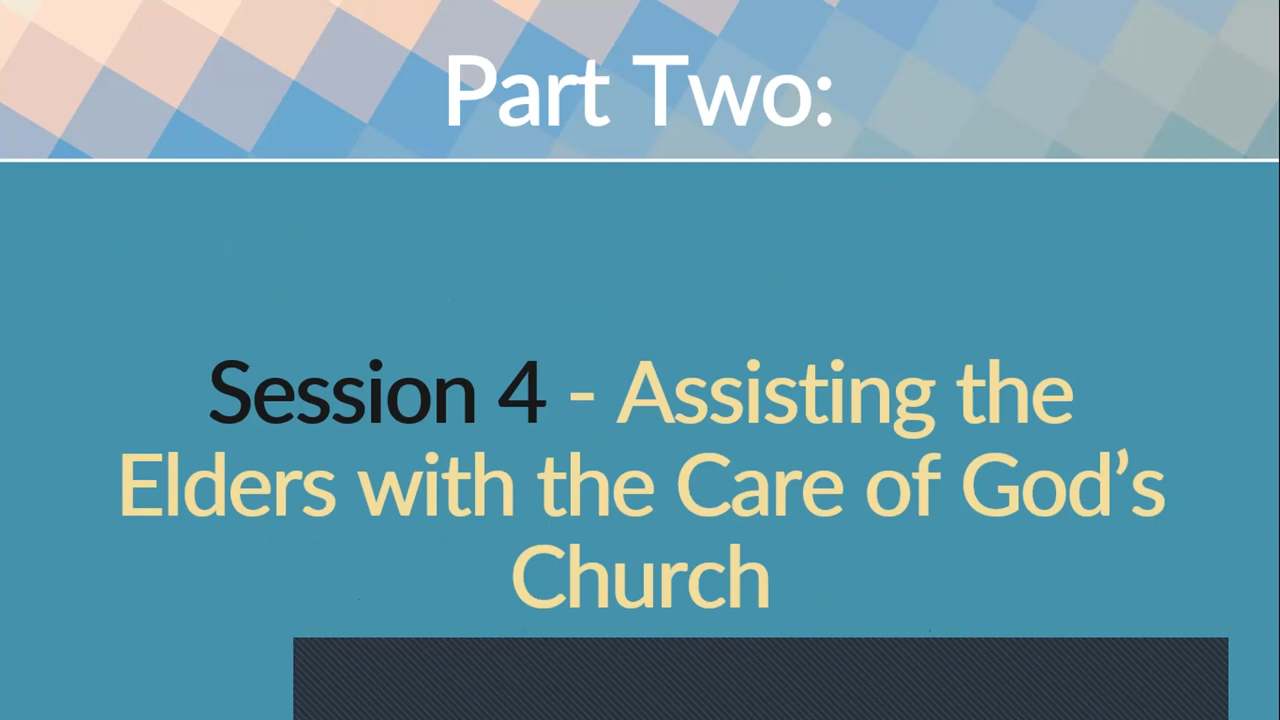 Part Two:
Session 4 - Assisting the
Elders with the Care of God’s
Church